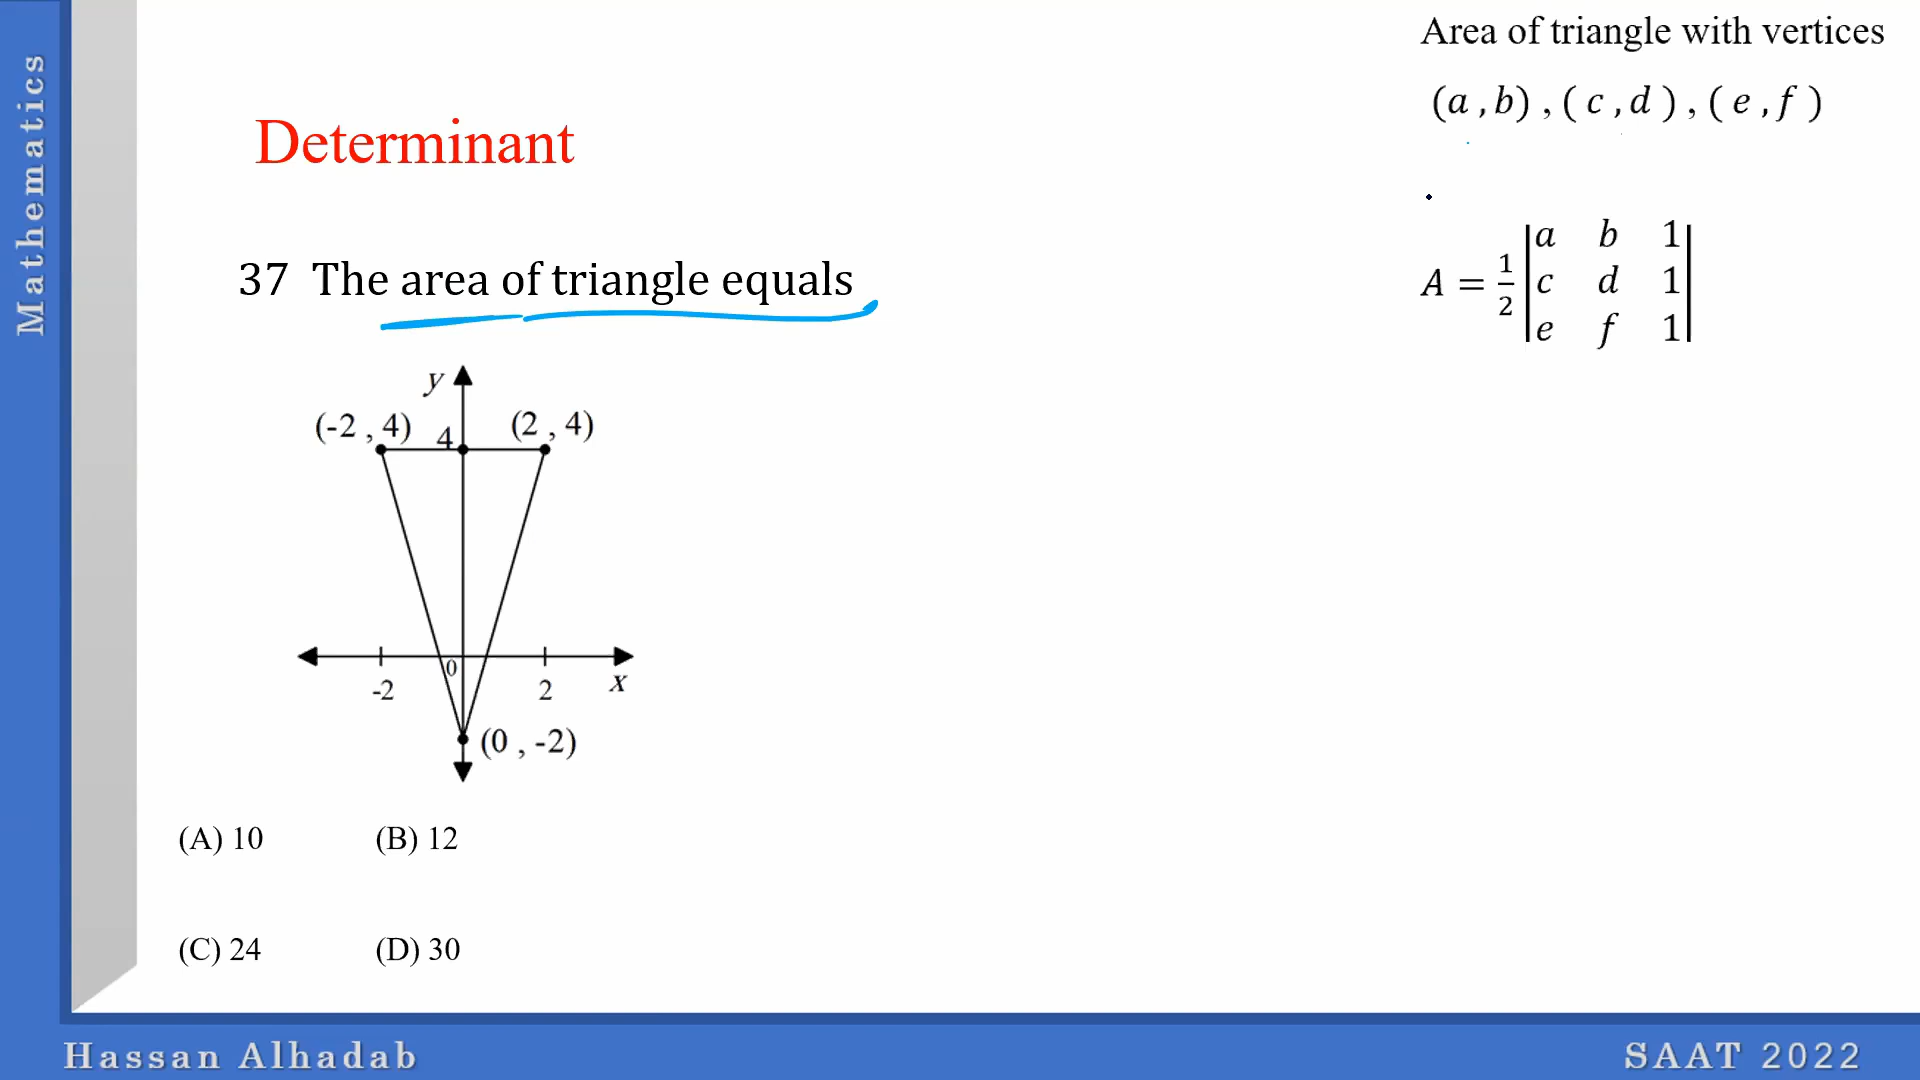 Mathematics
Area of triangle with vertices
(a , b) , ( c , d ) , ( e , f )
Determinant
A = 1/2 |a b 1|
|c d 1|
|e f 1|
37 The area of triangle equals
y
(-2 , 4) 4 (2 , 4)
0
-2 2 x
(0 , -2)
(A) 10 (B) 12
(C) 24 (D) 30
Hassan Alhadab SAAT 2022